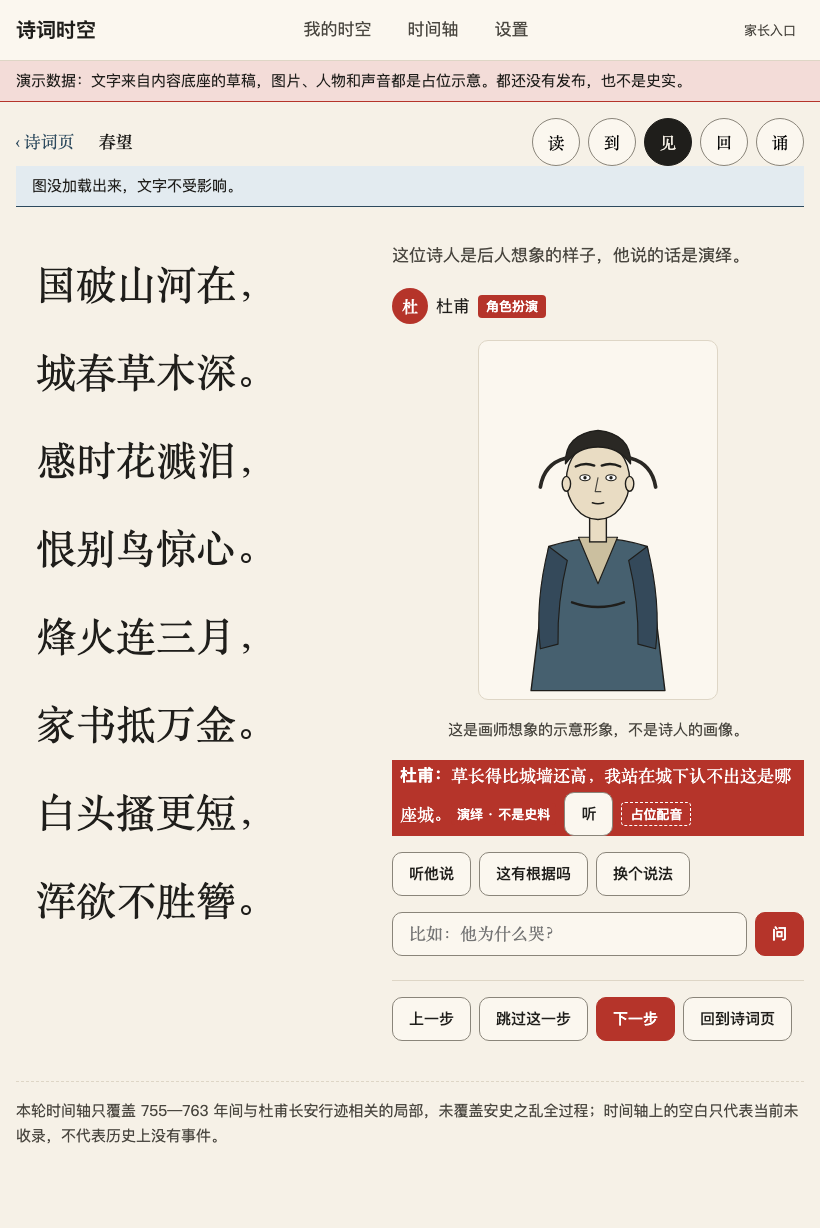 诗词时空
我的时空 时间轴 设置
家长入口
演示数据：文字来自内容底座的草稿，图片、人物和声音都是占位示意。都还没有发布，也不是史实。
‹ 诗词页 春望
读 到 见 回 诵
图没加载出来，文字不受影响。
国破山河在，
城春草木深。
感时花溅泪，
恨别鸟惊心。
烽火连三月，
家书抵万金。
白头搔更短，
浑欲不胜簪。
这位诗人是后人想象的样子，他说的话是演绎。
杜 杜甫 角色扮演
这是画师想象的示意形象，不是诗人的画像。
杜甫：草长得比城墙还高，我站在城下认不出这是哪
座城。 演绎 · 不是史料 听 占位配音
听他说 这有根据吗 换个说法
比如：他为什么哭? 问
上一步 跳过这一步 下一步 回到诗词页
本轮时间轴只覆盖 755—763 年间与杜甫长安行迹相关的局部，未覆盖安史之乱全过程；时间轴上的空白只代表当前未
收录，不代表历史上没有事件。